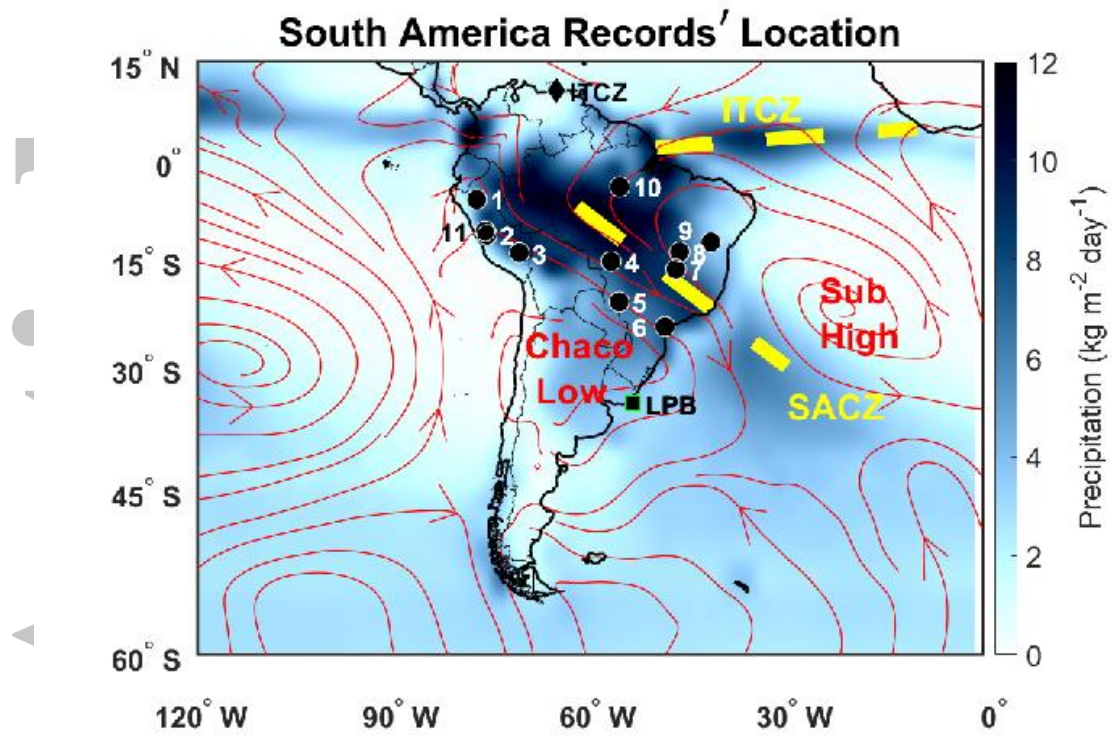 South America Records′ Location
15° N
0°
15° S
30° S
45° S
60° S
120° W
90° W
60° W
30° W
0°
ITCZ
ITCZ
10
1
11
2
3
4
9
8
7
5
6
Sub
High
Chaco
Low
LPB
SACZ
12
10
8
6
4
2
0
Precipitation (kg m⁻² day⁻¹)